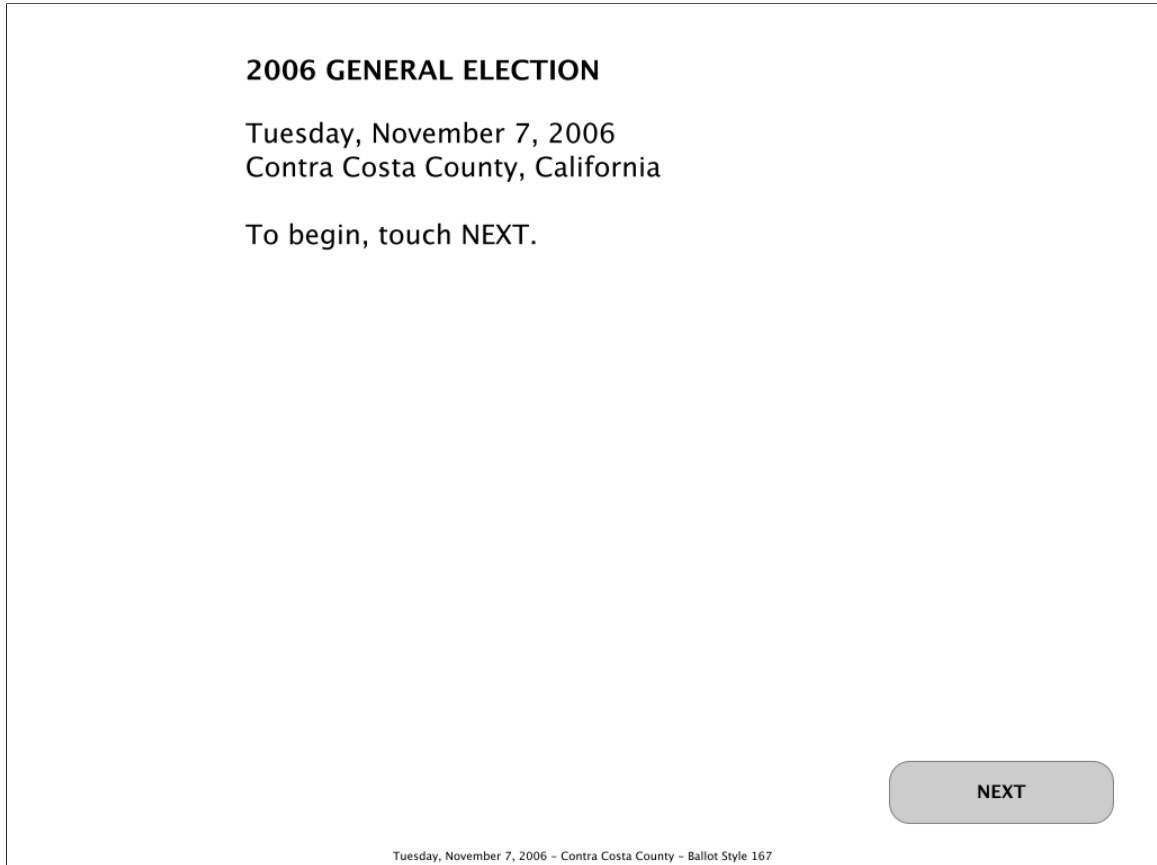 2006 GENERAL ELECTION
Tuesday, November 7, 2006
Contra Costa County, California
To begin, touch NEXT.
NEXT
Tuesday, November 7, 2006 – Contra Costa County – Ballot Style 167